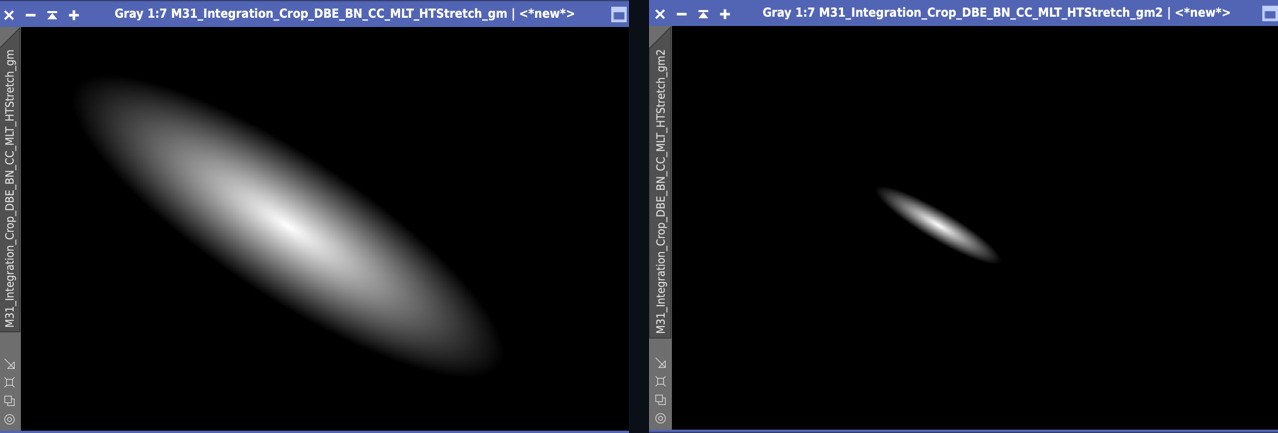 Gray 1:7 M31_Integration_Crop_DBE_BN_CC_MLT_HTStretch_gm | <*new*>
M31_Integration_Crop_DBE_BN_CC_MLT_HTStretch_gm
Gray 1:7 M31_Integration_Crop_DBE_BN_CC_MLT_HTStretch_gm2 | <*new*>
M31_Integration_Crop_DBE_BN_CC_MLT_HTStretch_gm2